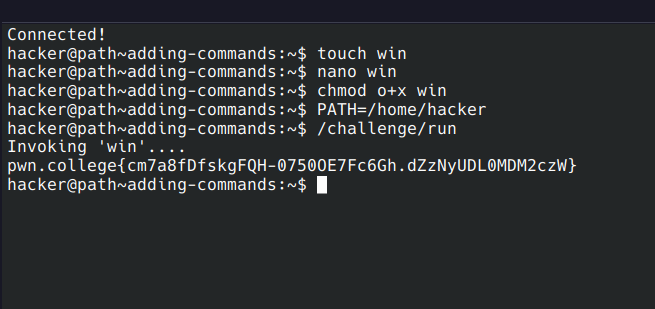 Connected!
hacker@path~adding-commands:~$ touch win
hacker@path~adding-commands:~$ nano win
hacker@path~adding-commands:~$ chmod o+x win
hacker@path~adding-commands:~$ PATH=/home/hacker
hacker@path~adding-commands:~$ /challenge/run
Invoking 'win'....
pwn.college{cm7a8fDfskgFQH-0750OE7Fc6Gh.dZzNyUDL0MDM2czW}
hacker@path~adding-commands:~$